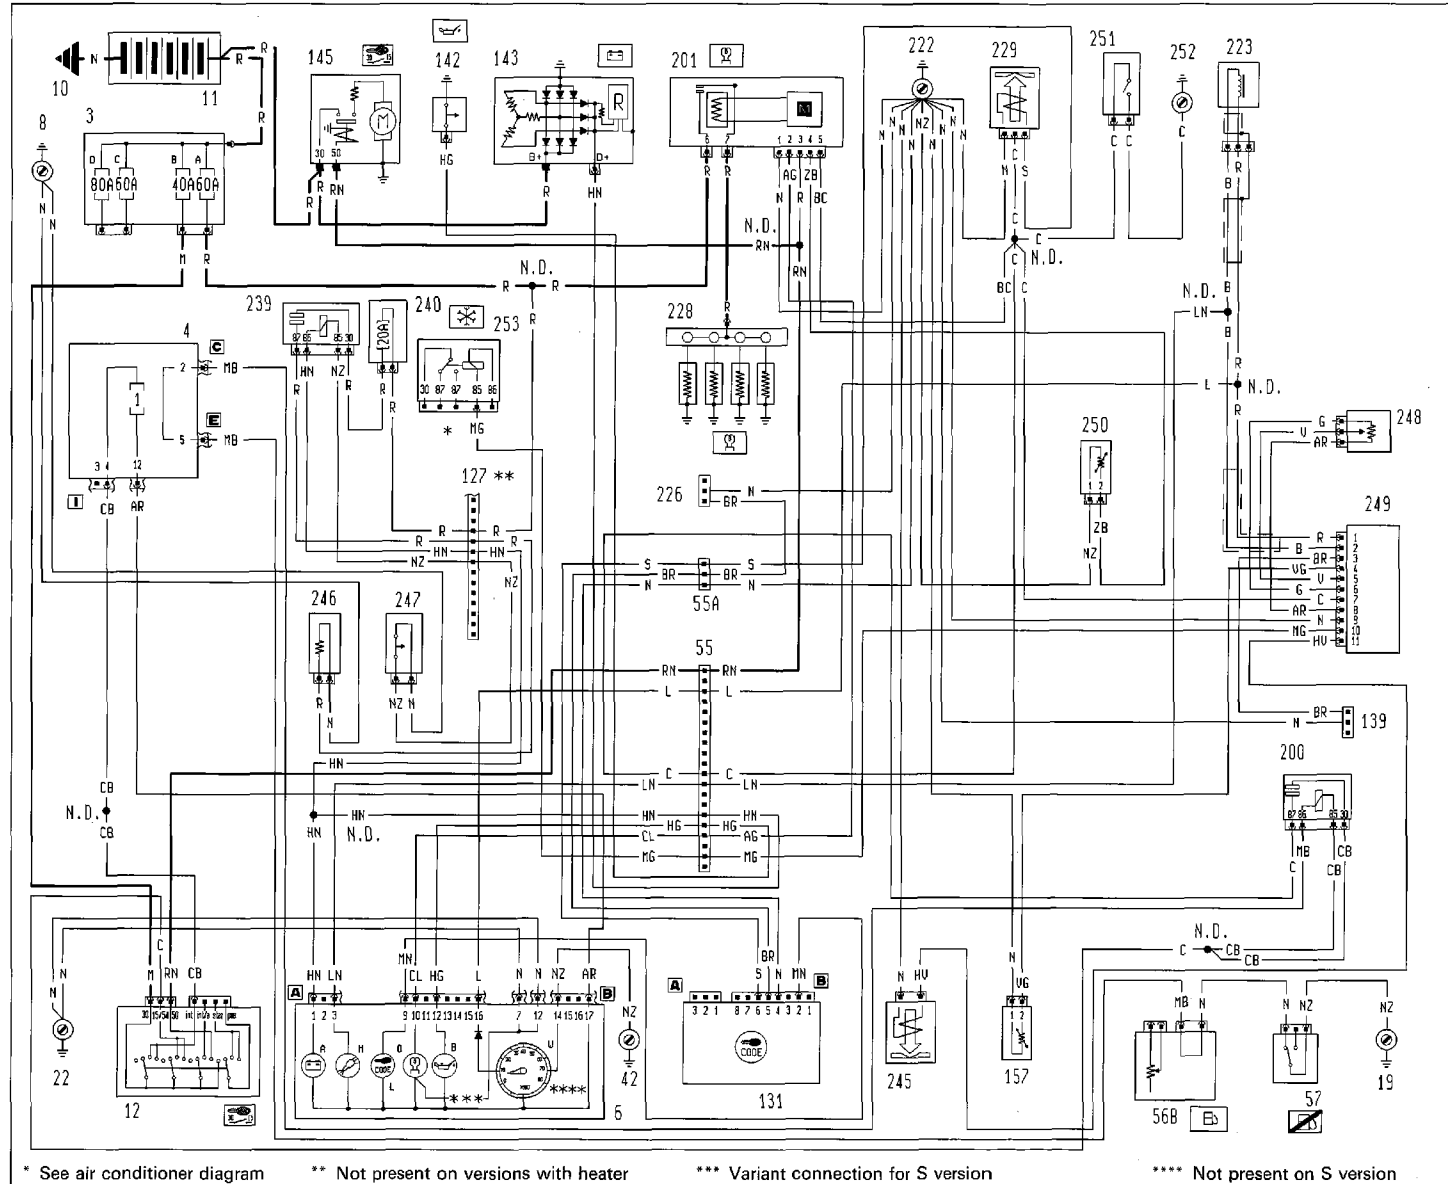 10 N 11 R R R
145 142 143 201 222 229 251 252 223
8 3
D C B A
80A 60A 40A 60A
30 50
M
R
B+ D+
6 7 1 2 3 4 5
R RN R HG R HN R R AG ZB N R BC
N N M R
N N N N NZ N N N
N C S C C C B R
N.D. RN RN
N.D. R R
C C N.D. BC C
N.D. LN B
239 240 253 228
87 86 85 30
HN NZ R R
[20A]
R R
30 87 87 85 86
* MG
4 C 2 MB
1
E 5 MB
3 4 12
I CB AR
127 **
R R HN HN NZ NZ
L R N.D. R
G V AR 248
250
1 2
NZ ZB
226 N BR
249
R 1
B 2
BR 3
VG 4
V 5
G 6
C 7
AR 8
N 9
MG 10
HV 11
S S
BR BR
N N
55A
246 247
R N NZ N
55
RN RN
L L
C C
LN LN
HN HN
HG HG
CL AG
MG MG
BR N 139
200
87 86 85 30
C MB CB CB
HN
CB N.D. CB
HN N.D. HN
N.D. C CB CB
N N M C RN CB
30 15/54 50 int int/a park
22 12
HN LN MN CL HG L N N NZ AR
A B
1 2 3 9 10 11 12 13 14 15 16 7 12 14 15 16 17
A H O B U
CODE L
*** ****
6
NZ 42
S BR N MN
A B
3 2 1 8 7 6 5 4 3 2 1
CODE
131
N HV 245
N VG
1 2
157
MB N N NZ NZ
56B 57 19
* See air conditioner diagram
** Not present on versions with heater
*** Variant connection for S version
**** Not present on S version